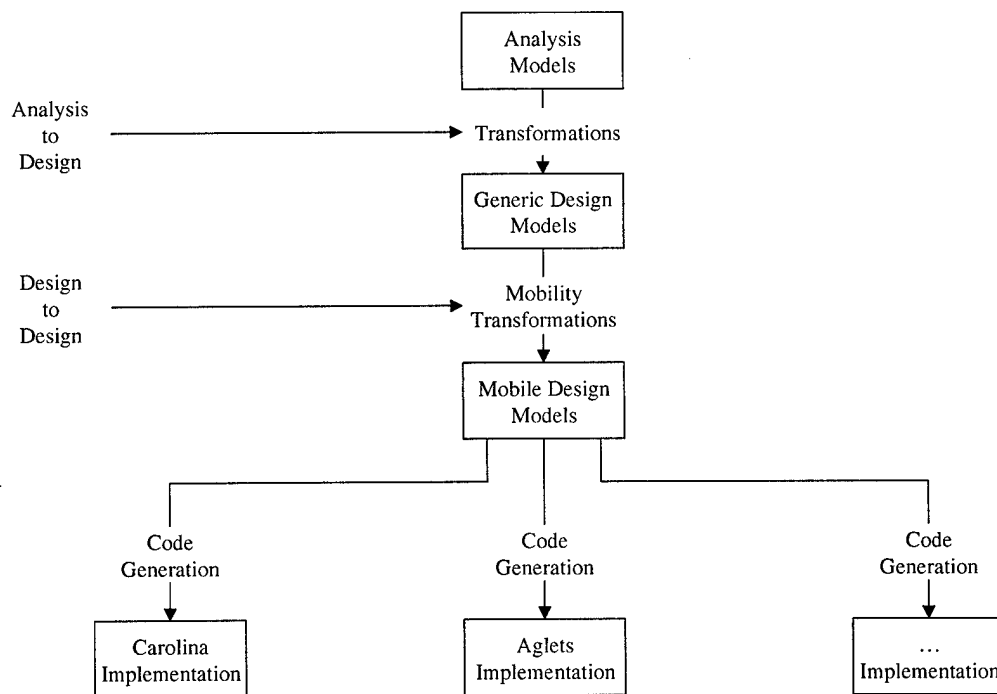 Analysis
Models
Analysis
to
Design
Transformations
Generic Design
Models
Design
to
Design
Mobility
Transformations
Mobile Design
Models
Code
Generation
Code
Generation
Code
Generation
Carolina
Implementation
Aglets
Implementation
…
Implementation